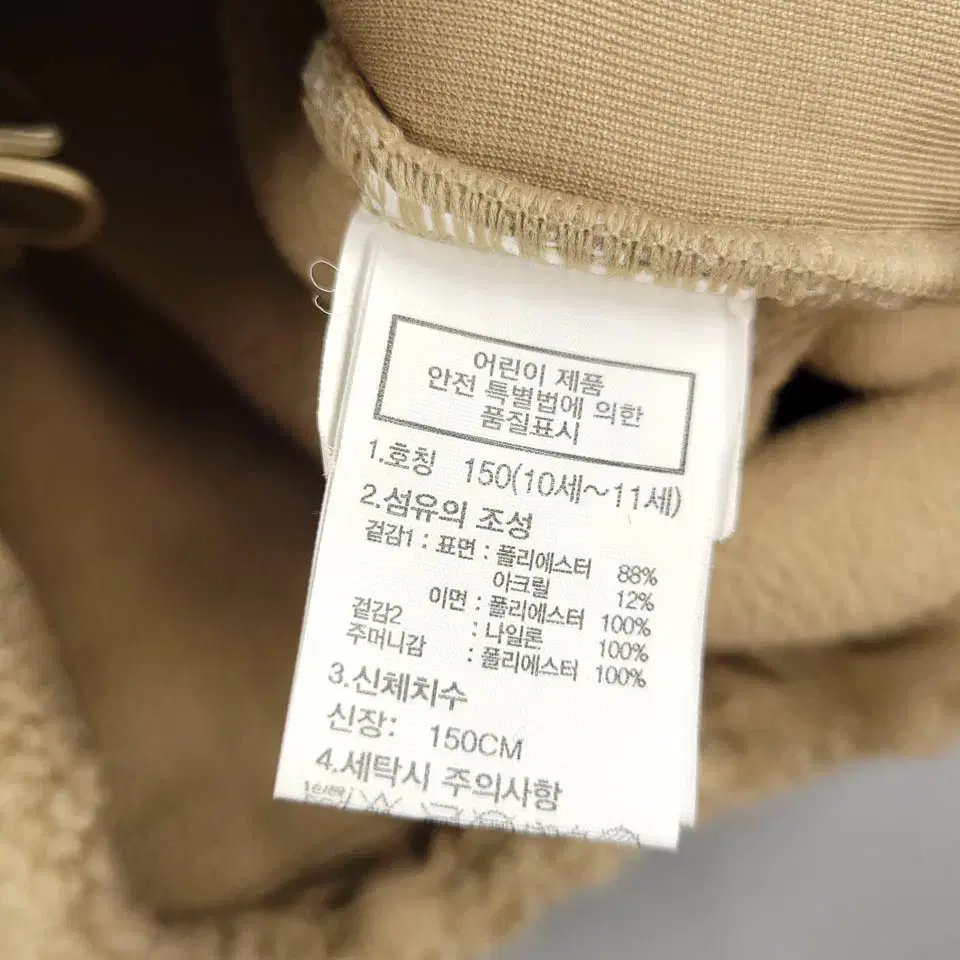 어린이 제품
안전 특별법에 의한
품질표시
1.호칭 150(10세~11세)
2.섬유의 조성
겉감1 : 표면 : 폴리에스터 88%
아크릴 12%
이면 : 폴리에스터 100%
겉감2 : 나일론 100%
주머니감 : 폴리에스터 100%
3.신체치수
신장: 150CM
4.세탁시 주의사항